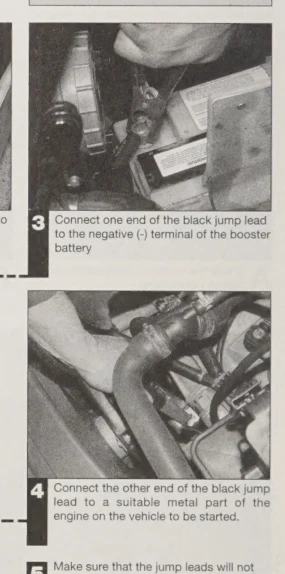 o
3 Connect one end of the black jump lead
to the negative (-) terminal of the booster
battery
4 Connect the other end of the black jump
lead to a suitable metal part of the
engine on the vehicle to be started.
5 Make sure that the jump leads will not